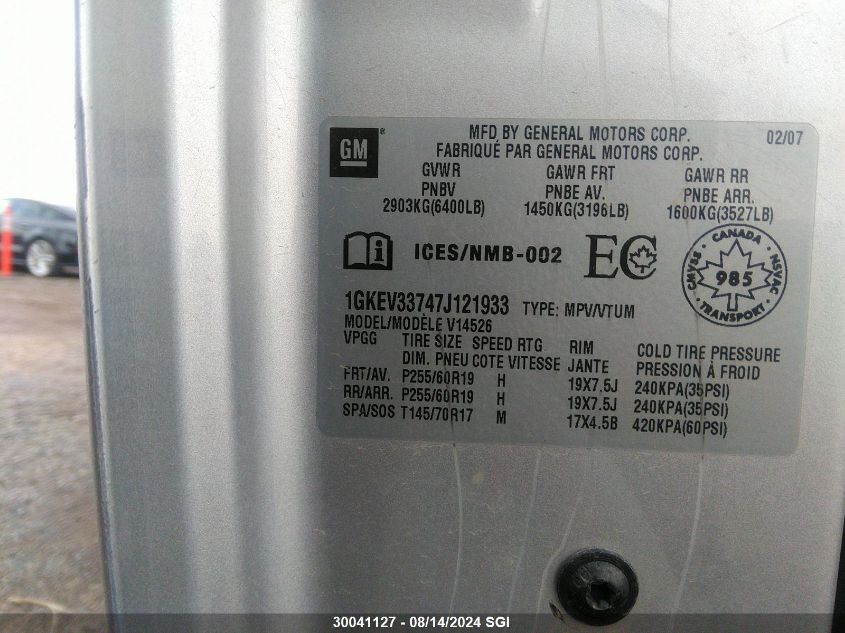 GM
MFD BY GENERAL MOTORS CORP. 02/07
FABRIQUÉ PAR GENERAL MOTORS CORP.
GVWR GAWR FRT GAWR RR
PNBV PNBE AV. PNBE ARR.
2903KG(6400LB) 1450KG(3196LB) 1600KG(3527LB)
ICES/NMB-002 EC
CANADA
CMVSS 985 NSVAC
TRANSPORT
1GKEV33747J121933 TYPE: MPV/VTUM
MODEL/MODÈLE V14526
VPGG TIRE SIZE SPEED RTG RIM COLD TIRE PRESSURE
DIM. PNEU COTE VITESSE JANTE PRESSION À FROID
FRT/AV. P255/60R19 H 19X7.5J 240KPA(35PSI)
RR/ARR. P255/60R19 H 19X7.5J 240KPA(35PSI)
SPA/SOS T145/70R17 M 17X4.5B 420KPA(60PSI)
30041127 - 08/14/2024 SGI